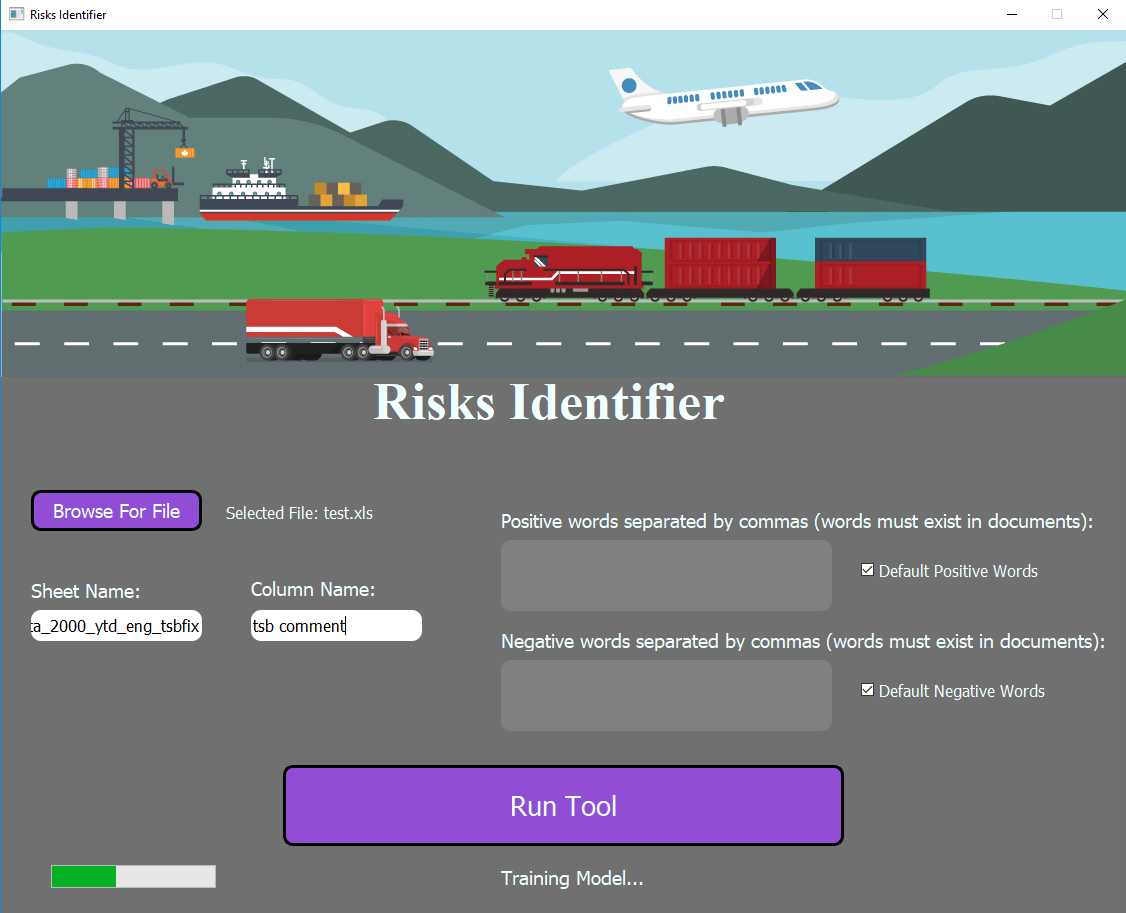 Risks Identifier
Risks Identifier
Browse For File
Selected File: test.xls
Positive words separated by commas (words must exist in documents):
Default Positive Words
Sheet Name:
Column Name:
ta_2000_ytd_eng_tsbfix
tsb comment
Negative words separated by commas (words must exist in documents):
Default Negative Words
Run Tool
Training Model...